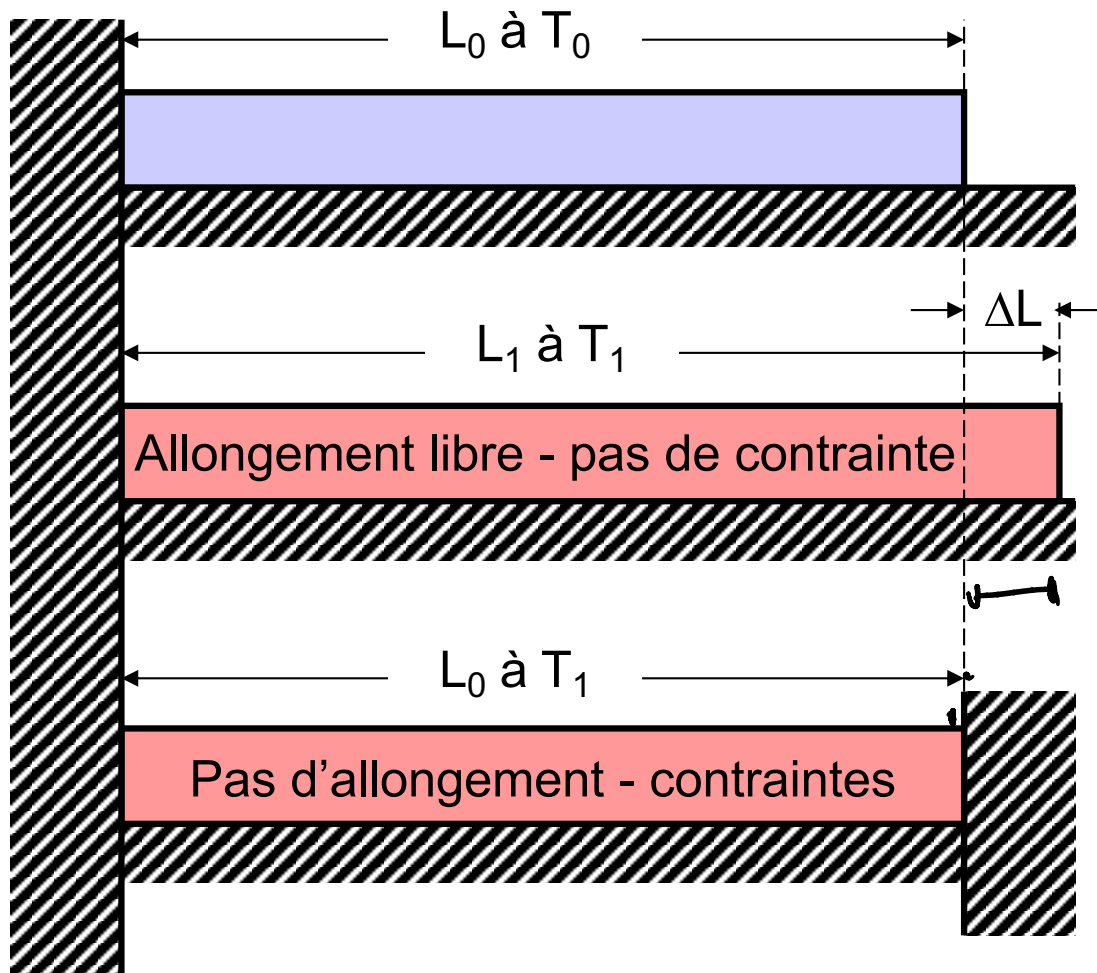 L₀ à T₀
ΔL
L₁ à T₁
Allongement libre - pas de contrainte
L₀ à T₁
Pas d’allongement - contraintes